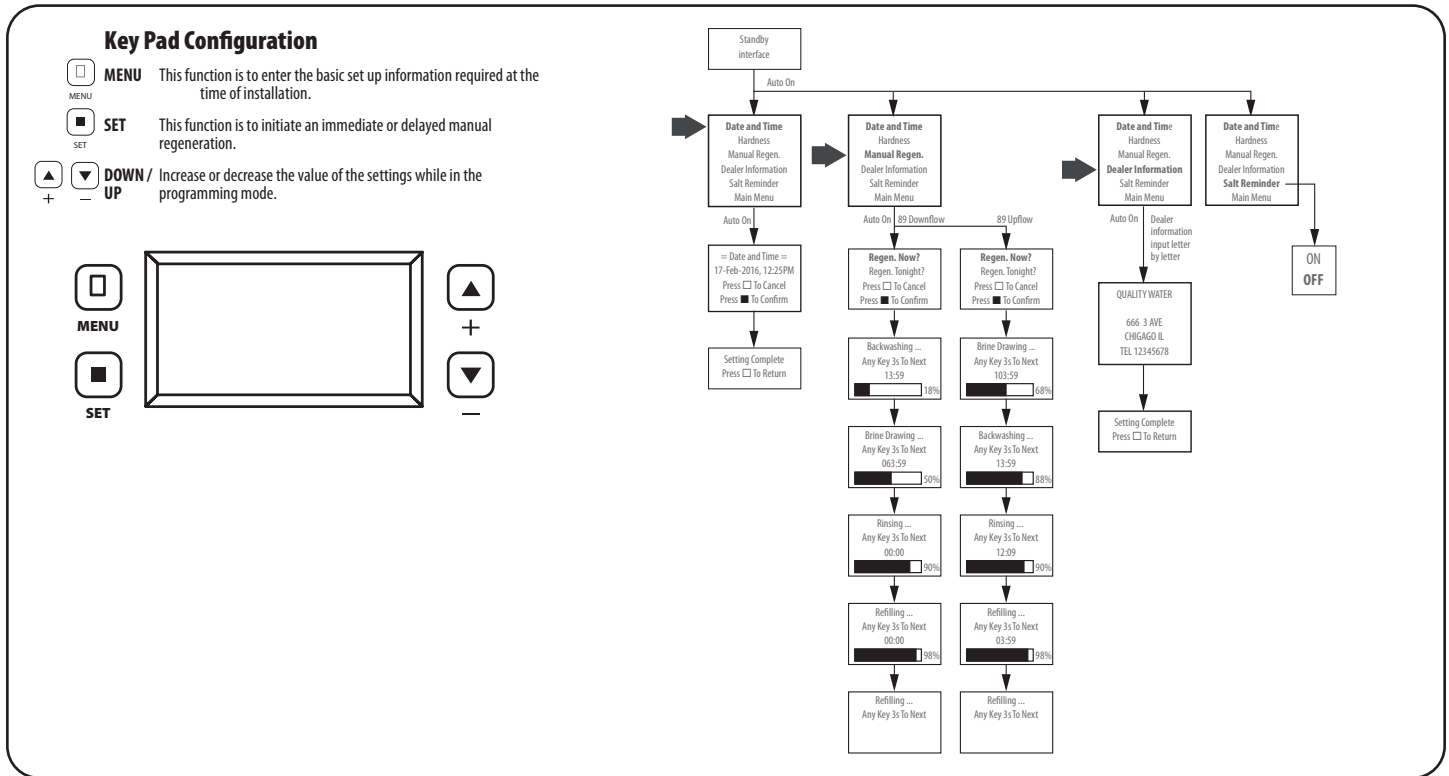 Key Pad Configuration
MENU
MENU This function is to enter the basic set up information required at the
time of installation.
SET
SET This function is to initiate an immediate or delayed manual
regeneration.
+ –
DOWN / UP Increase or decrease the value of the settings while in the
programming mode.
MENU
SET
+
–
Standby
interface
Auto On
Date and Time
Hardness
Manual Regen.
Dealer Information
Salt Reminder
Main Menu
Auto On
= Date and Time =
17-Feb-2016, 12:25PM
Press □ To Cancel
Press ■ To Confirm
Setting Complete
Press □ To Return
Date and Time
Hardness
Manual Regen.
Dealer Information
Salt Reminder
Main Menu
Auto On 89 Downflow
89 Upflow
Regen. Now?
Regen. Tonight?
Press □ To Cancel
Press ■ To Confirm
Backwashing ...
Any Key 3s To Next
13:59
18%
Brine Drawing ...
Any Key 3s To Next
063:59
50%
Rinsing ...
Any Key 3s To Next
00:00
90%
Refilling ...
Any Key 3s To Next
00:00
98%
Refilling ...
Any Key 3s To Next
Regen. Now?
Regen. Tonight?
Press □ To Cancel
Press ■ To Confirm
Brine Drawing ...
Any Key 3s To Next
103:59
68%
Backwashing ...
Any Key 3s To Next
13:59
88%
Rinsing ...
Any Key 3s To Next
12:09
90%
Refilling ...
Any Key 3s To Next
03:59
98%
Refilling ...
Any Key 3s To Next
Date and Time
Hardness
Manual Regen.
Dealer Information
Salt Reminder
Main Menu
Auto On
Dealer
information
input letter
by letter
QUALITY WATER
666 3 AVE
CHIGAGO IL
TEL 12345678
Setting Complete
Press □ To Return
Date and Time
Hardness
Manual Regen.
Dealer Information
Salt Reminder
Main Menu
ON
OFF